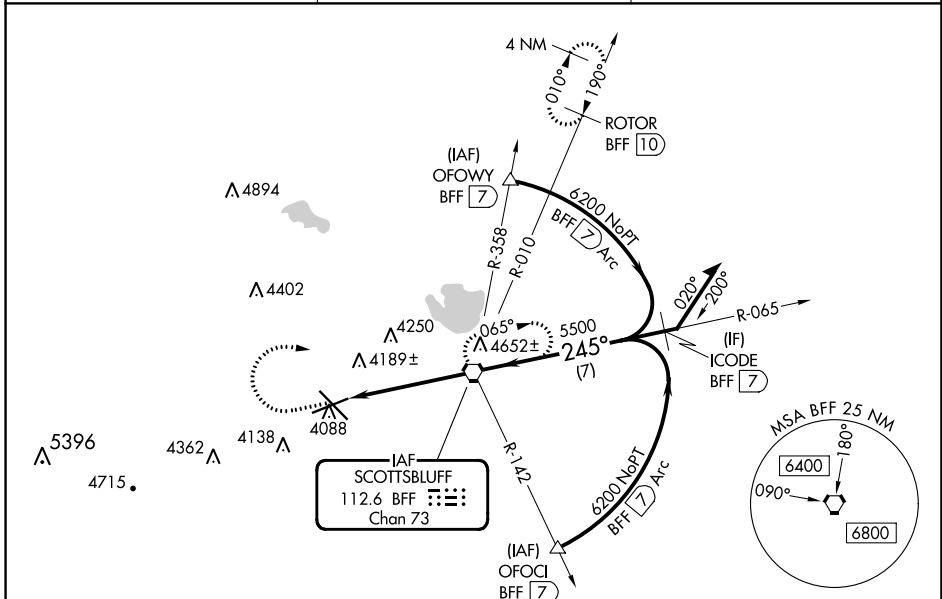 4 NM
010°
190°
ROTOR
BFF 10
(IAF)
OFOWY
BFF 7
4894
6200 NoPT
BFF 7 Arc
R-358
R-010
4402
020°
200°
R-065
4250
065°
5500
4652±
245°
(7)
(IF)
ICODE
BFF 7
4189±
4088
MSA BFF 25 NM
180°
6400
090°
6800
5396
4362
4138
4715
IAF
SCOTTSBLUFF
112.6 BFF
Chan 73
R-142
6200 NoPT
BFF 7 Arc
(IAF)
OFOCI
BFF 7